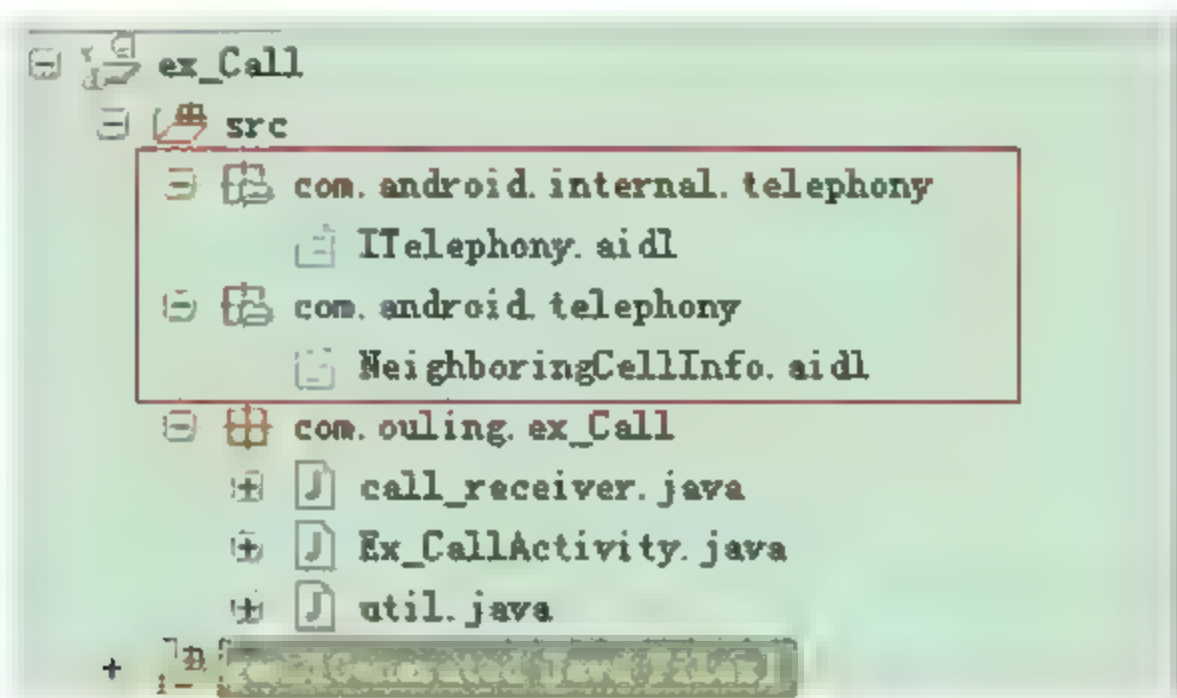 ex_Call
src
com.android.internal.telephony
ITelephony.aidl
com.android.telephony
NeighboringCellInfo.aidl
com.ouling.ex_Call
call_receiver.java
Ex_CallActivity.java
util.java